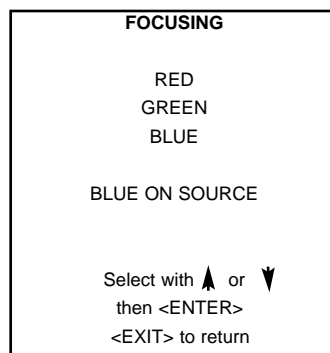 FOCUSING
RED
GREEN
BLUE
BLUE ON SOURCE
Select with or
then <ENTER>
<EXIT> to return